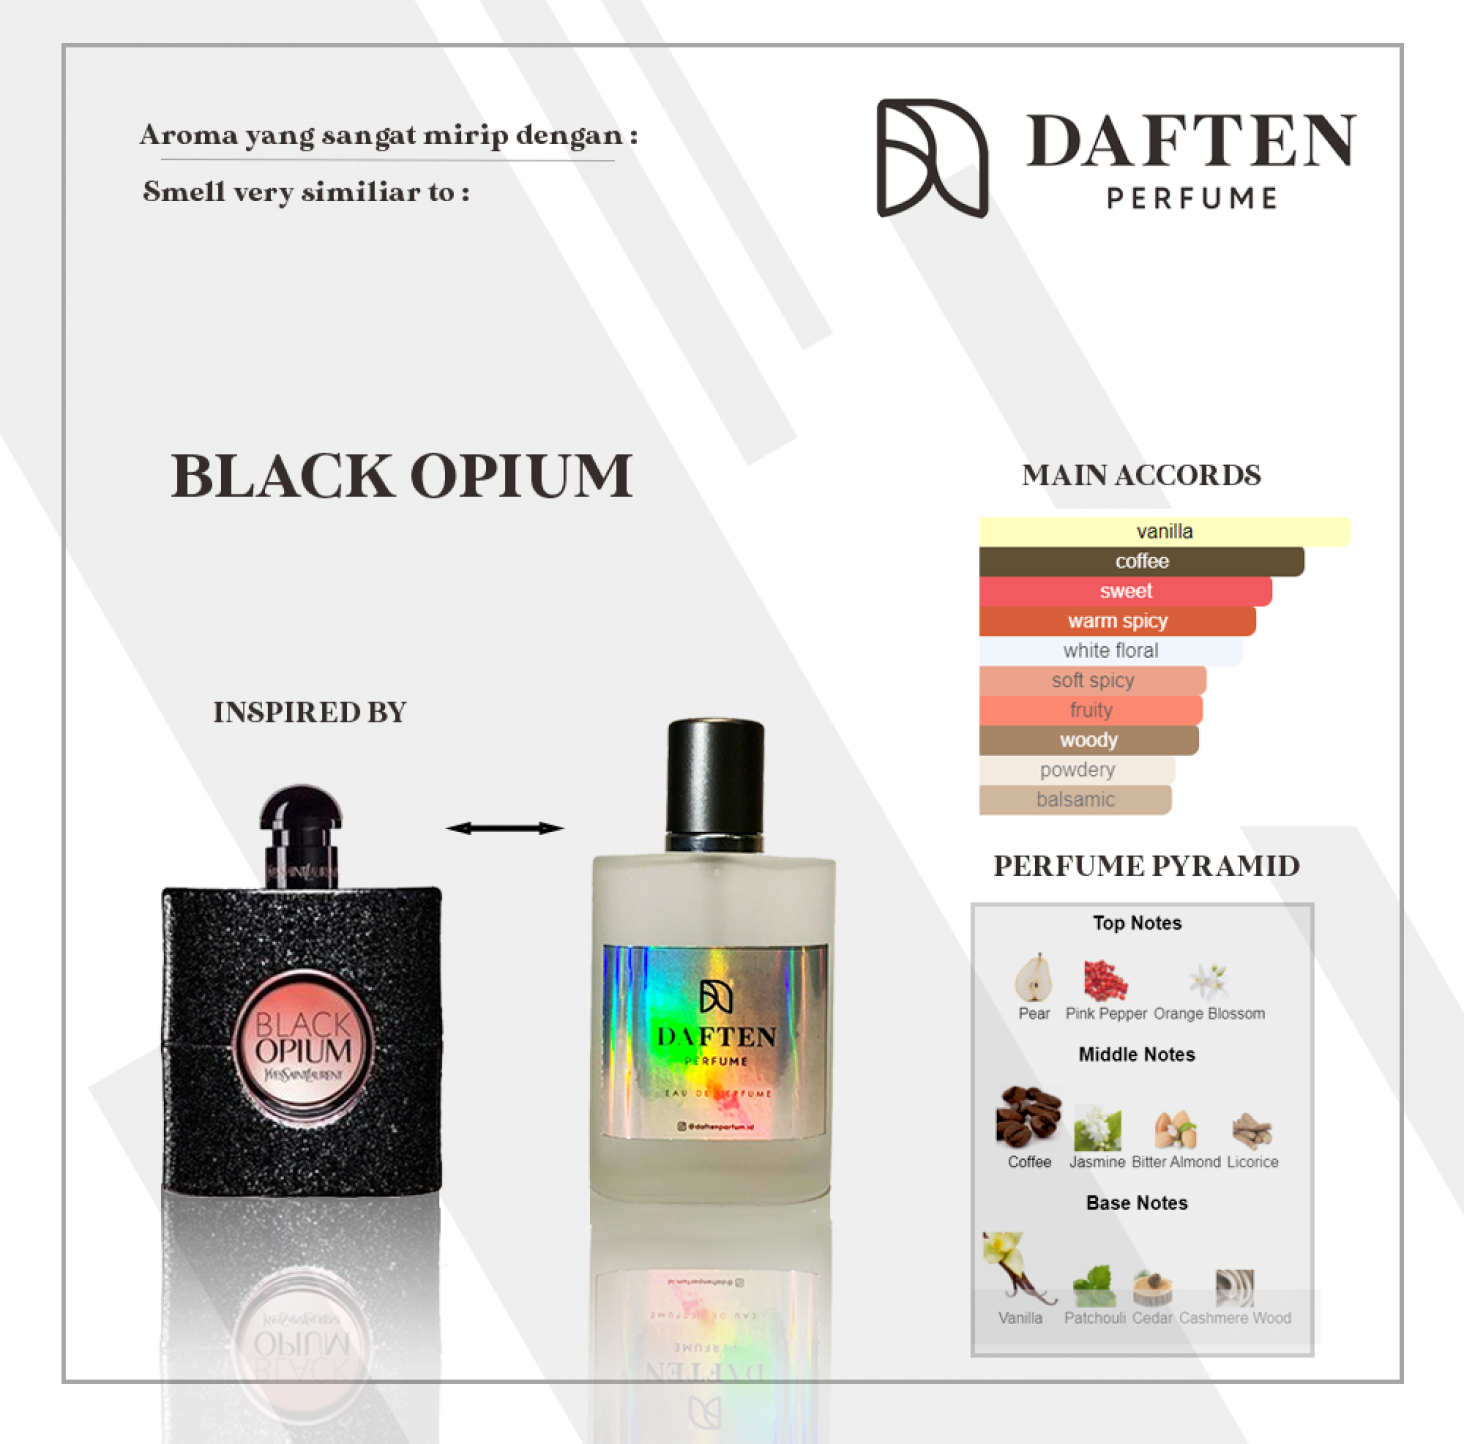 Aroma yang sangat mirip dengan :
Smell very similiar to :
DAFTEN
PERFUME
BLACK OPIUM
INSPIRED BY
YVESSAINTLAURENT
BLACK
OPIUM
YVESSAINTLAURENT
DAFTEN
PERFUME
EAU DE PERFUME
@daftenparfum.id
MAIN ACCORDS
vanilla
coffee
sweet
warm spicy
white floral
soft spicy
fruity
woody
powdery
balsamic
PERFUME PYRAMID
Top Notes
Pear Pink Pepper Orange Blossom
Middle Notes
Coffee Jasmine Bitter Almond Licorice
Base Notes
Vanilla Patchouli Cedar Cashmere Wood